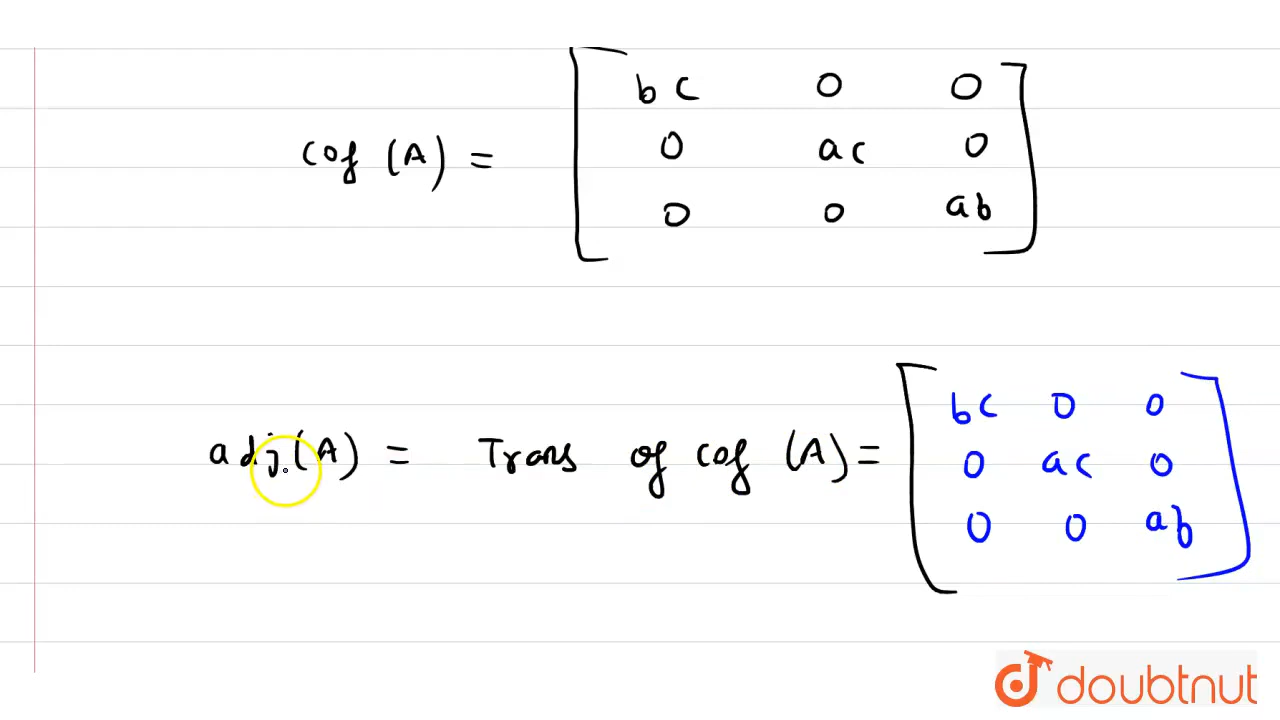 bc 0 0
cof (A) = 0 ac 0
0 0 ab
bc 0 0
adj(A) = Trans of cof (A) = 0 ac 0
0 0 ab
doubtnut